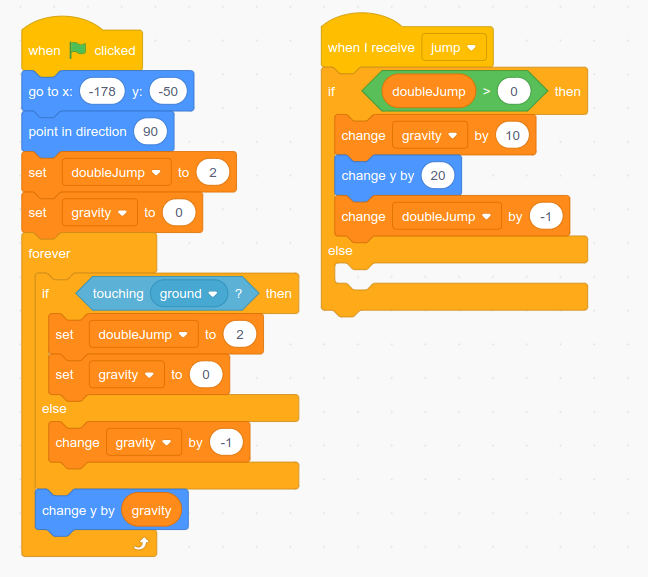 when clicked
go to x: -178 y: -50
point in direction 90
set doubleJump to 2
set gravity to 0
forever
if touching ground ? then
set doubleJump to 2
set gravity to 0
else
change gravity by -1
change y by gravity
when I receive jump
if doubleJump > 0 then
change gravity by 10
change y by 20
change doubleJump by -1
else